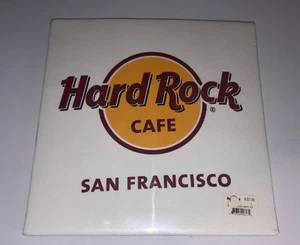 Hard Rock
®
CAFE
SAN FRANCISCO